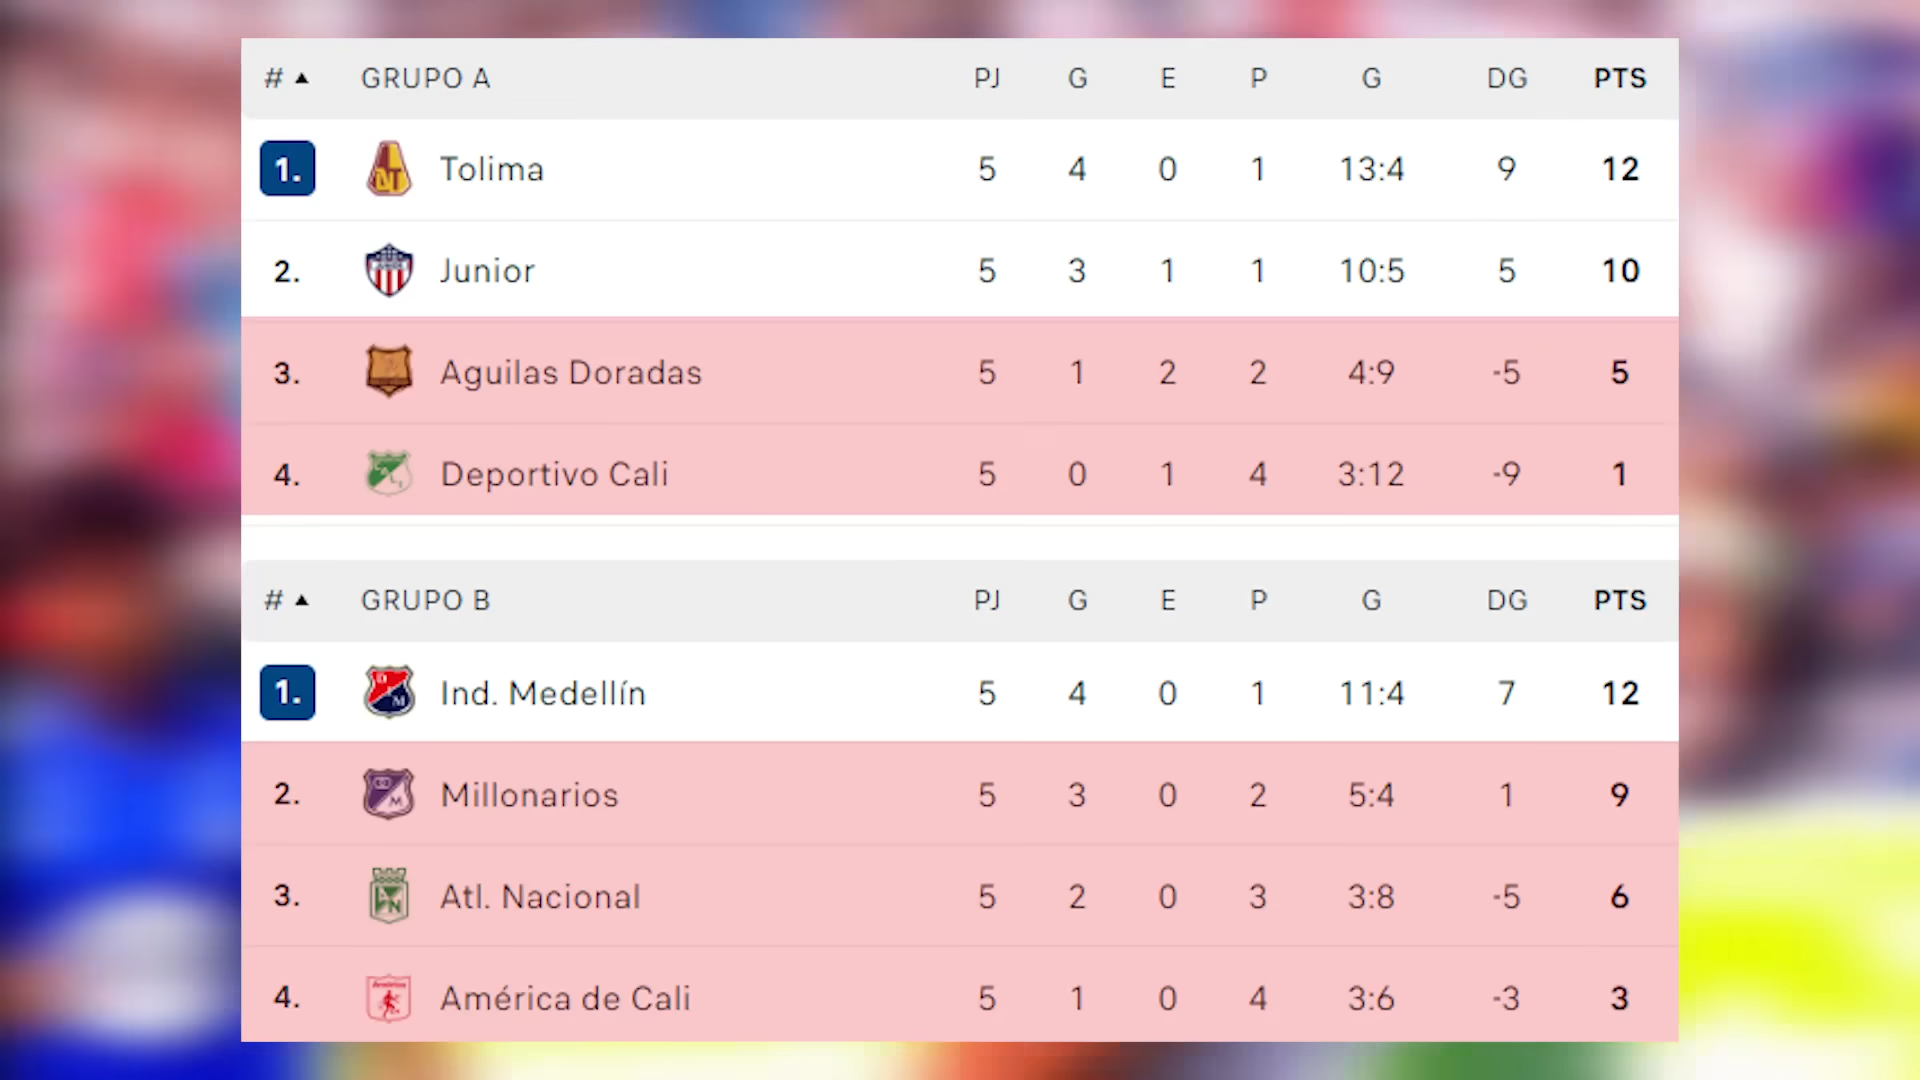 # ▲ GRUPO A PJ G E P G DG PTS
1. Tolima 5 4 0 1 13:4 9 12
2. Junior 5 3 1 1 10:5 5 10
3. Aguilas Doradas 5 1 2 2 4:9 -5 5
4. Deportivo Cali 5 0 1 4 3:12 -9 1
# ▲ GRUPO B PJ G E P G DG PTS
1. Ind. Medellín 5 4 0 1 11:4 7 12
2. Millonarios 5 3 0 2 5:4 1 9
3. Atl. Nacional 5 2 0 3 3:8 -5 6
4. América de Cali 5 1 0 4 3:6 -3 3